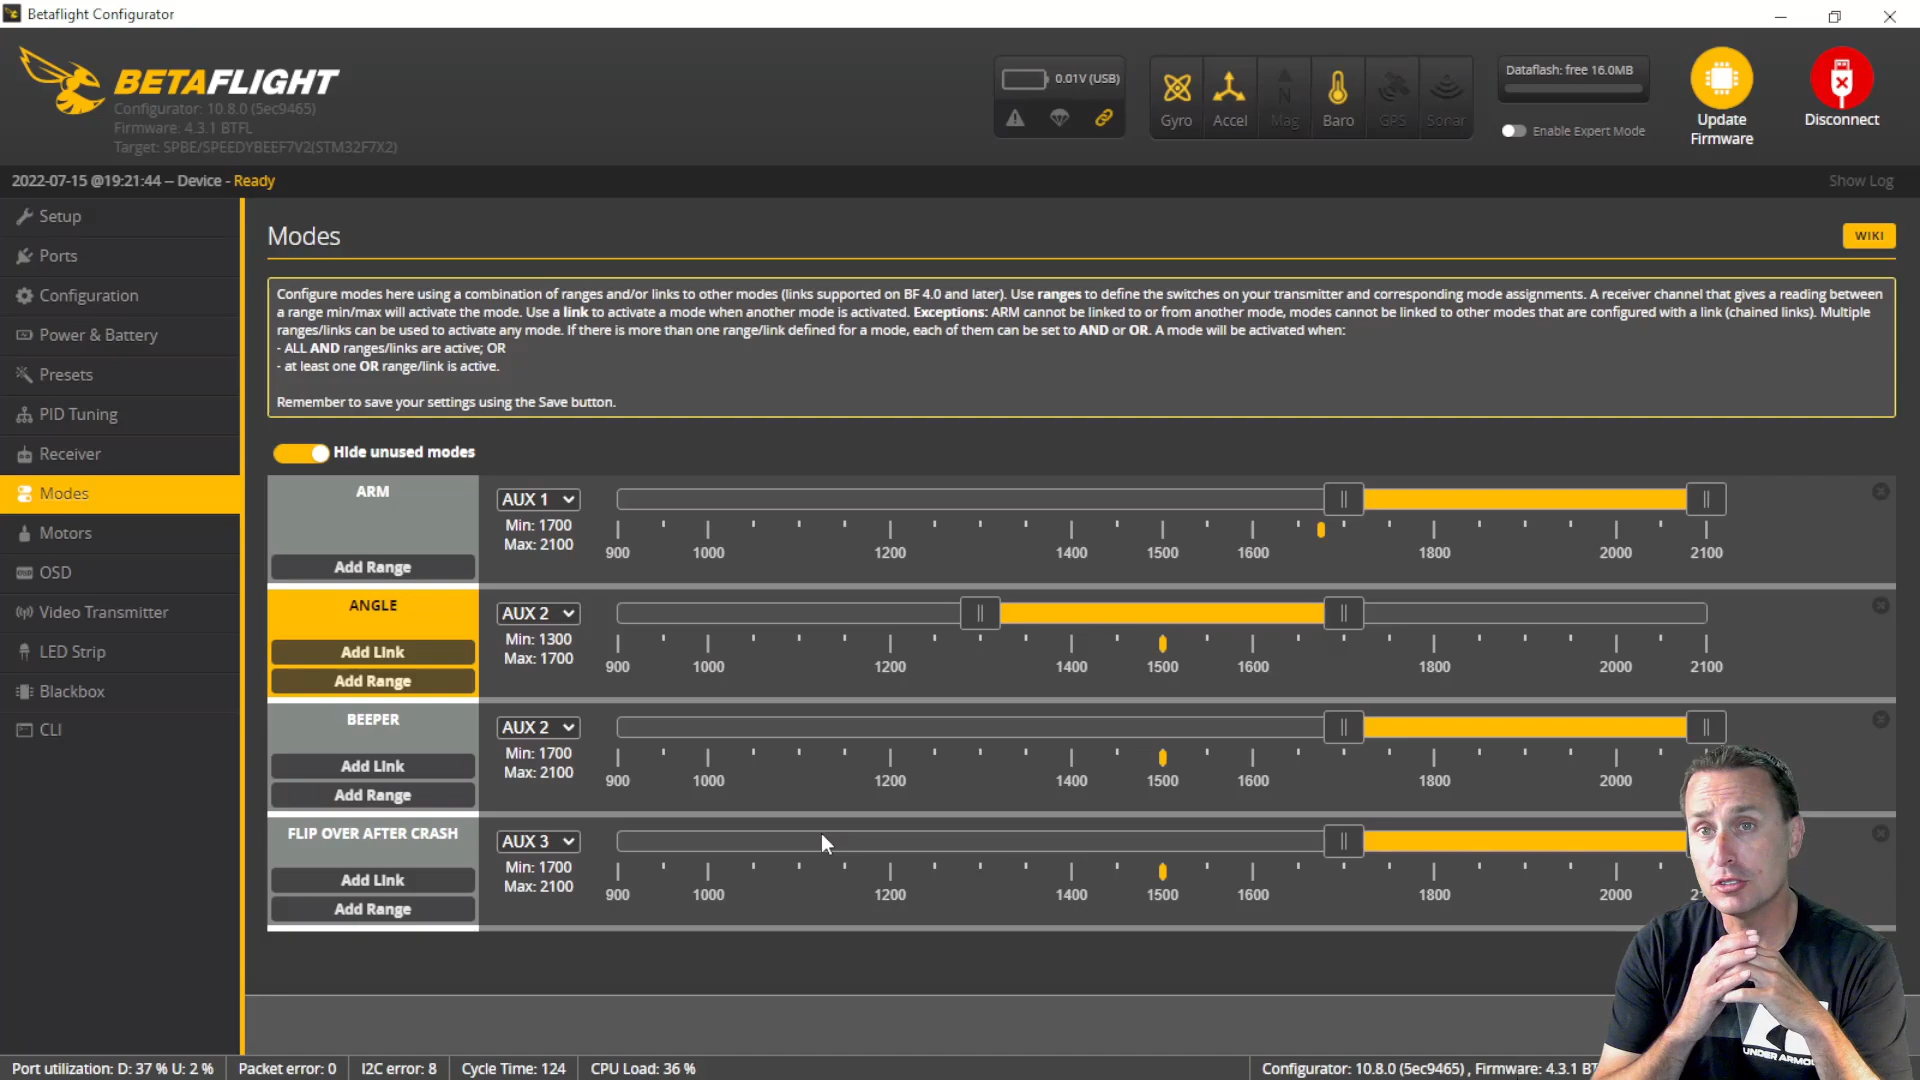 Betaflight Configurator
BETAFLIGHT
Configurator: 10.8.0 (5ec9465)
Firmware: 4.3.1 BTFL
Target: SPBE/SPEEDYBEEF7V2(STM32F7X2)
0.01V (USB)
Gyro
Accel
Mag
Baro
GPS
Sonar
Dataflash: free 16.0MB
Enable Expert Mode
Update
Firmware
Disconnect
2022-07-15 @19:21:44 -- Device - Ready
Show Log
Setup
Ports
Configuration
Power & Battery
Presets
PID Tuning
Receiver
Modes
Motors
OSD
Video Transmitter
LED Strip
Blackbox
CLI
Modes
WIKI
Configure modes here using a combination of ranges and/or links to other modes (links supported on BF 4.0 and later). Use ranges to define the switches on your transmitter and corresponding mode assignments. A receiver channel that gives a reading between
a range min/max will activate the mode. Use a link to activate a mode when another mode is activated. Exceptions: ARM cannot be linked to or from another mode, modes cannot be linked to other modes that are configured with a link (chained links). Multiple
ranges/links can be used to activate any mode. If there is more than one range/link defined for a mode, each of them can be set to AND or OR. A mode will be activated when:
- ALL AND ranges/links are active; OR
- at least one OR range/link is active.
Remember to save your settings using the Save button.
Hide unused modes
ARM
Add Range
AUX 1
Min: 1700
Max: 2100
900 1000 1200 1400 1500 1600 1800 2000 2100
ANGLE
Add Link
Add Range
AUX 2
Min: 1300
Max: 1700
900 1000 1200 1400 1500 1600 1800 2000 2100
BEEPER
Add Link
Add Range
AUX 2
Min: 1700
Max: 2100
900 1000 1200 1400 1500 1600 1800 2000
FLIP OVER AFTER CRASH
Add Link
Add Range
AUX 3
Min: 1700
Max: 2100
900 1000 1200 1400 1500 1600 1800 2000
UNDER ARMOU
Port utilization: D: 37 % U: 2 %
Packet error: 0
I2C error: 8
Cycle Time: 124
CPU Load: 36 %
Configurator: 10.8.0 (5ec9465) , Firmware: 4.3.1 BT